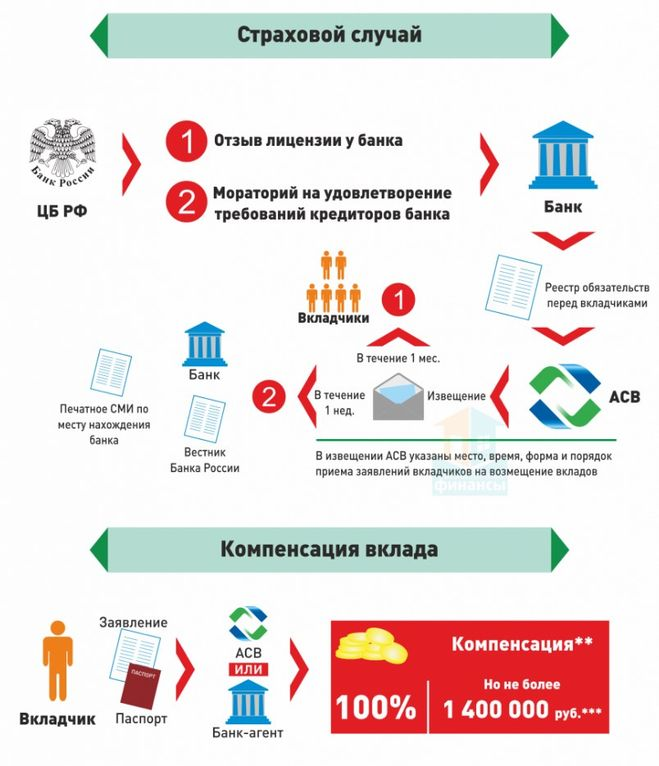 Страховой случай
Банк России
ЦБ РФ
1
Отзыв лицензии у банка
2
Мораторий на удовлетворение
требований кредиторов банка
Банк
Реестр обязательств
перед вкладчиками
Вкладчики
1
В течение 1 мес.
Банк
Печатное СМИ по
месту нахождения
банка
Вестник
Банка России
2
В течение
1 нед.
Извещение
АСВ
В извещении АСВ указаны место, время, форма и порядок
приема заявлений вкладчиков на возмещение вкладов
финансы
Компенсация вклада
Вкладчик
Заявление
ПАСПОРТ
Паспорт
АСВ
ИЛИ
Банк-агент
Компенсация**
100%
Но не более
1 400 000 руб.***